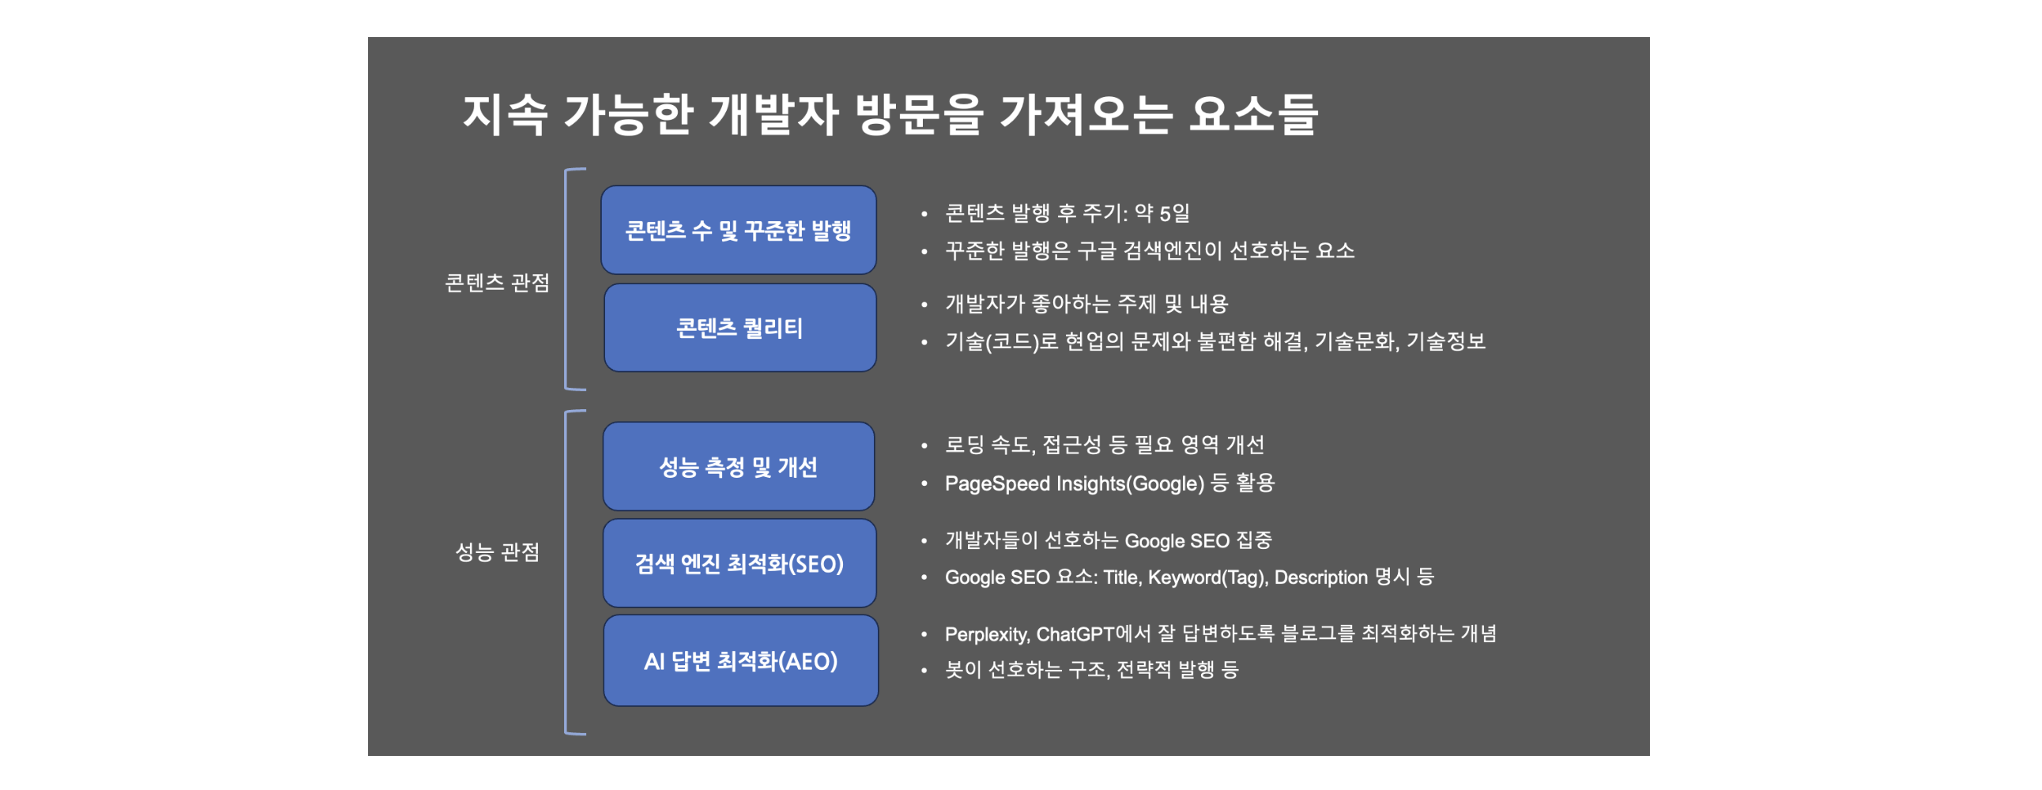 지속 가능한 개발자 방문을 가져오는 요소들
콘텐츠 관점
콘텐츠 수 및 꾸준한 발행
• 콘텐츠 발행 후 주기: 약 5일
• 꾸준한 발행은 구글 검색엔진이 선호하는 요소
콘텐츠 퀄리티
• 개발자가 좋아하는 주제 및 내용
• 기술(코드)로 현업의 문제와 불편함 해결, 기술문화, 기술정보
성능 관점
성능 측정 및 개선
• 로딩 속도, 접근성 등 필요 영역 개선
• PageSpeed Insights(Google) 등 활용
검색 엔진 최적화(SEO)
• 개발자들이 선호하는 Google SEO 집중
• Google SEO 요소: Title, Keyword(Tag), Description 명시 등
AI 답변 최적화(AEO)
• Perplexity, ChatGPT에서 잘 답변하도록 블로그를 최적화하는 개념
• 봇이 선호하는 구조, 전략적 발행 등